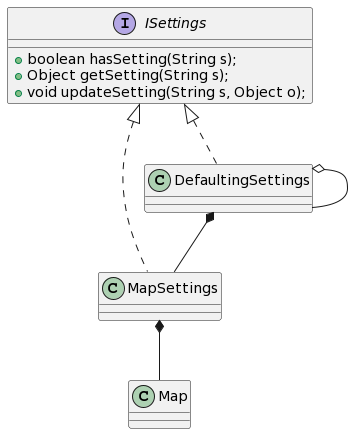 I ISettings
boolean hasSetting(String s);
Object getSetting(String s);
void updateSetting(String s, Object o);
C DefaultingSettings
C MapSettings
C Map